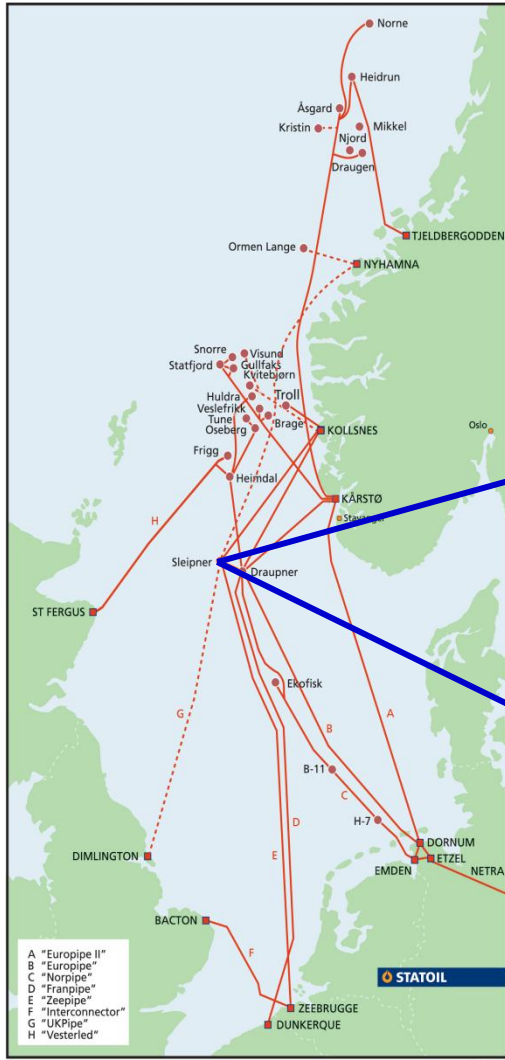 Norne
Heidrun
Åsgard
Kristin
Mikkel
Njord
Draugen
TJELDBERGODDEN
Ormen Lange
NYHAMNA
Snorre
Visund
Statfjord
Gullfaks
Kvitebjørn
Huldra
Troll
Veslefrikk
Tune
Brage
Oseberg
KOLLSNES
Oslo
Frigg
Heimdal
H
KÅRSTØ
Stavanger
Sleipner
Draupner
ST FERGUS
Ekofisk
G
B
A
B-11
C
D
H-7
DORNUM
E
DIMLINGTON
ETZEL
EMDEN
NETRA
BACTON
F
A "Europipe II"
B "Europipe"
C "Norpipe"
D "Franpipe"
E "Zeepipe"
F "Interconnector"
G "UKPipe"
H "Vesterled"
STATOIL
ZEEBRUGGE
DUNKERQUE